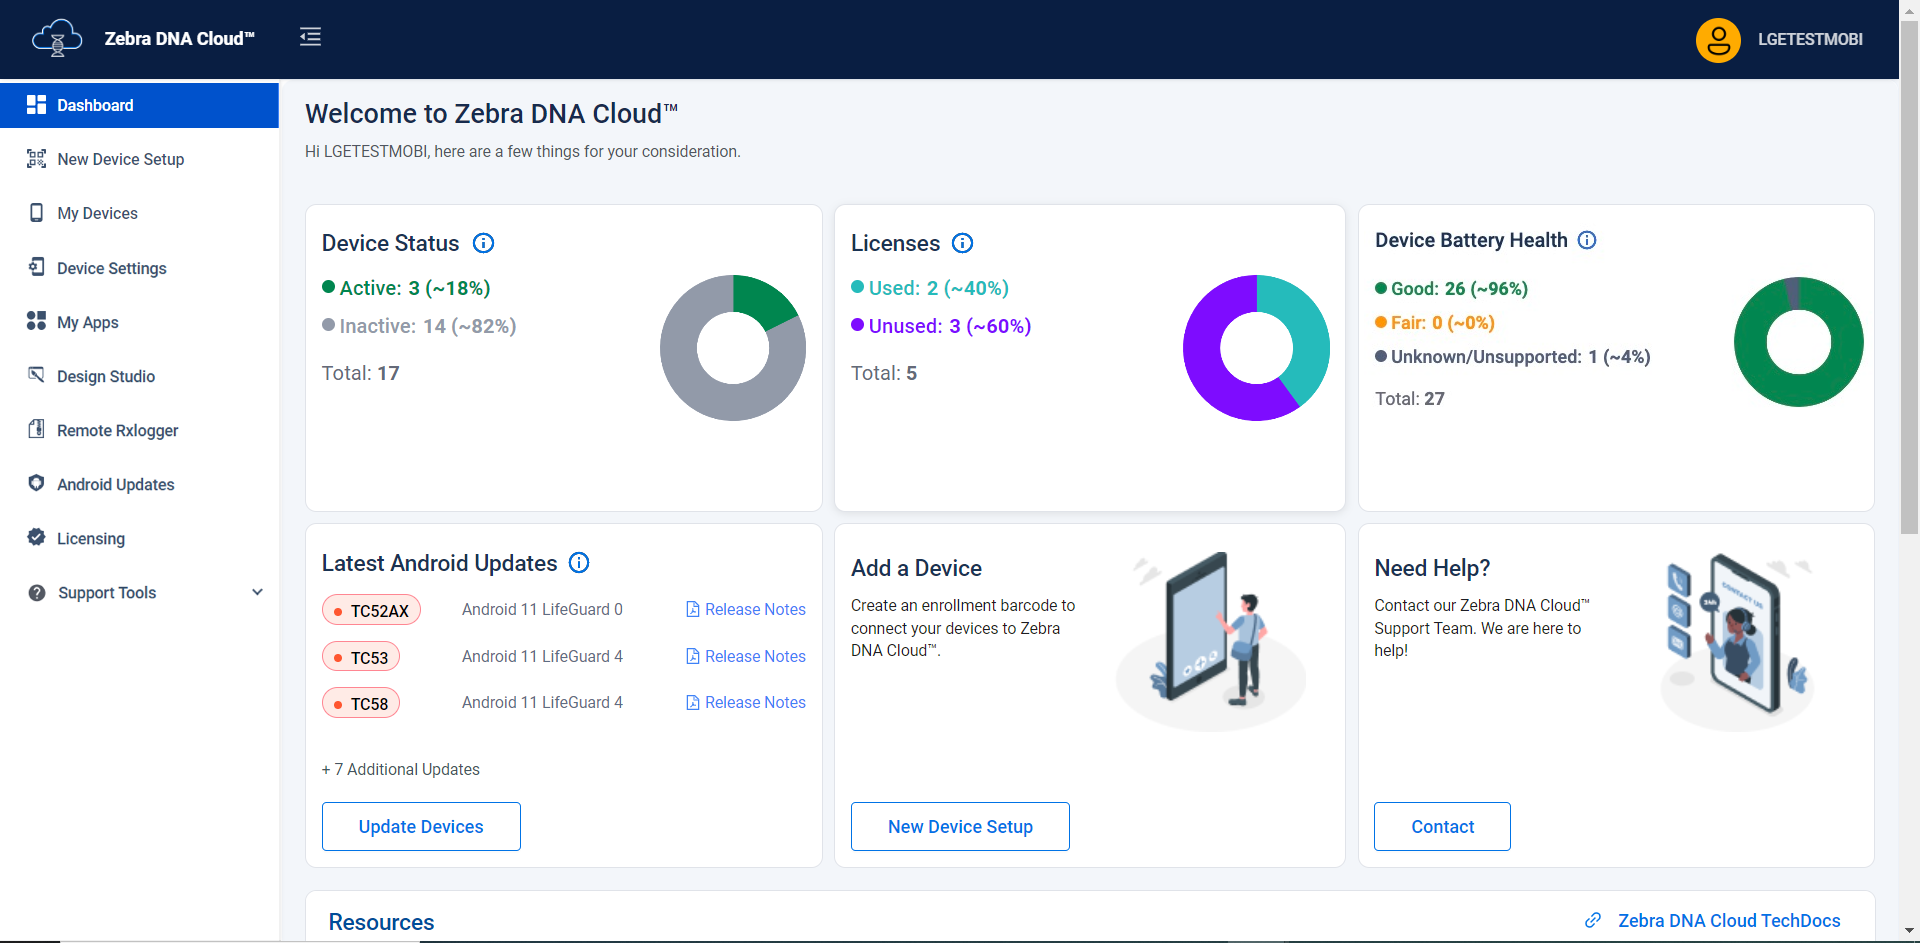 Zebra DNA Cloud™
LGETESTMOBI
Dashboard
New Device Setup
My Devices
Device Settings
My Apps
Design Studio
Remote Rxlogger
Android Updates
Licensing
Support Tools
Welcome to Zebra DNA Cloud™
Hi LGETESTMOBI, here are a few things for your consideration.
Device Status
Active: 3 (~18%)
Inactive: 14 (~82%)
Total: 17
Licenses
Used: 2 (~40%)
Unused: 3 (~60%)
Total: 5
Device Battery Health
Good: 26 (~96%)
Fair: 0 (~0%)
Unknown/Unsupported: 1 (~4%)
Total: 27
Latest Android Updates
TC52AX Android 11 LifeGuard 0 Release Notes
TC53 Android 11 LifeGuard 4 Release Notes
TC58 Android 11 LifeGuard 4 Release Notes
+ 7 Additional Updates
Update Devices
Add a Device
Create an enrollment barcode to
connect your devices to Zebra
DNA Cloud™.
New Device Setup
Need Help?
Contact our Zebra DNA Cloud™
Support Team. We are here to
help!
CONTACT US
24h
Contact
Resources
Zebra DNA Cloud TechDocs